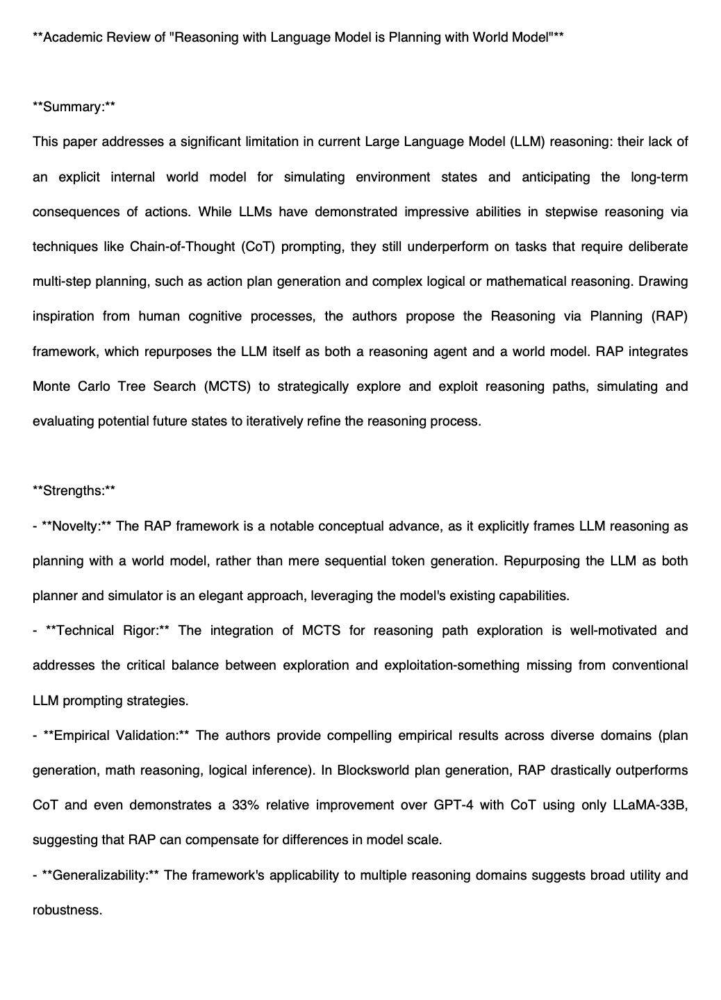 **Academic Review of "Reasoning with Language Model is Planning with World Model"**
**Summary:**
This paper addresses a significant limitation in current Large Language Model (LLM) reasoning: their lack of
an explicit internal world model for simulating environment states and anticipating the long-term
consequences of actions. While LLMs have demonstrated impressive abilities in stepwise reasoning via
techniques like Chain-of-Thought (CoT) prompting, they still underperform on tasks that require deliberate
multi-step planning, such as action plan generation and complex logical or mathematical reasoning. Drawing
inspiration from human cognitive processes, the authors propose the Reasoning via Planning (RAP)
framework, which repurposes the LLM itself as both a reasoning agent and a world model. RAP integrates
Monte Carlo Tree Search (MCTS) to strategically explore and exploit reasoning paths, simulating and
evaluating potential future states to iteratively refine the reasoning process.
**Strengths:**
- **Novelty:** The RAP framework is a notable conceptual advance, as it explicitly frames LLM reasoning as
planning with a world model, rather than mere sequential token generation. Repurposing the LLM as both
planner and simulator is an elegant approach, leveraging the model's existing capabilities.
- **Technical Rigor:** The integration of MCTS for reasoning path exploration is well-motivated and
addresses the critical balance between exploration and exploitation-something missing from conventional
LLM prompting strategies.
- **Empirical Validation:** The authors provide compelling empirical results across diverse domains (plan
generation, math reasoning, logical inference). In Blocksworld plan generation, RAP drastically outperforms
CoT and even demonstrates a 33% relative improvement over GPT-4 with CoT using only LLaMA-33B,
suggesting that RAP can compensate for differences in model scale.
- **Generalizability:** The framework's applicability to multiple reasoning domains suggests broad utility and
robustness.